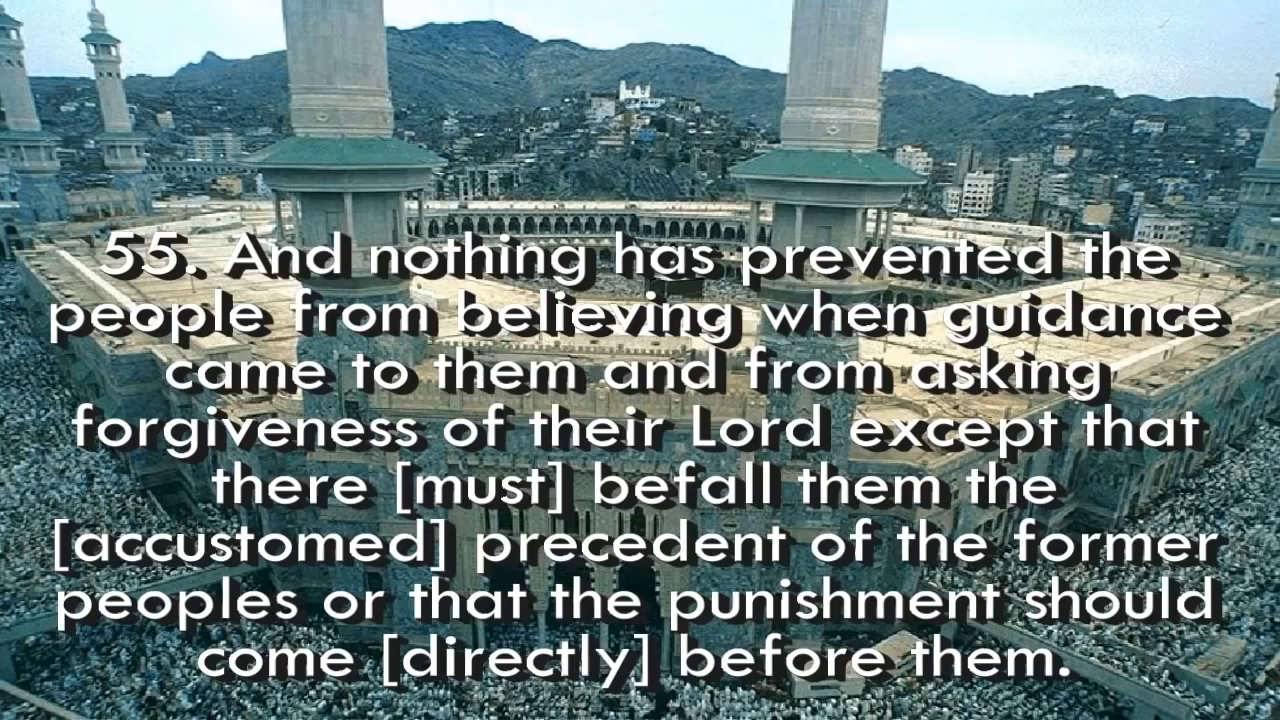 55. And nothing has prevented the
people from believing when guidance
came to them and from asking
forgiveness of their Lord except that
there [must] befall them the
[accustomed] precedent of the former
peoples or that the punishment should
come [directly] before them.